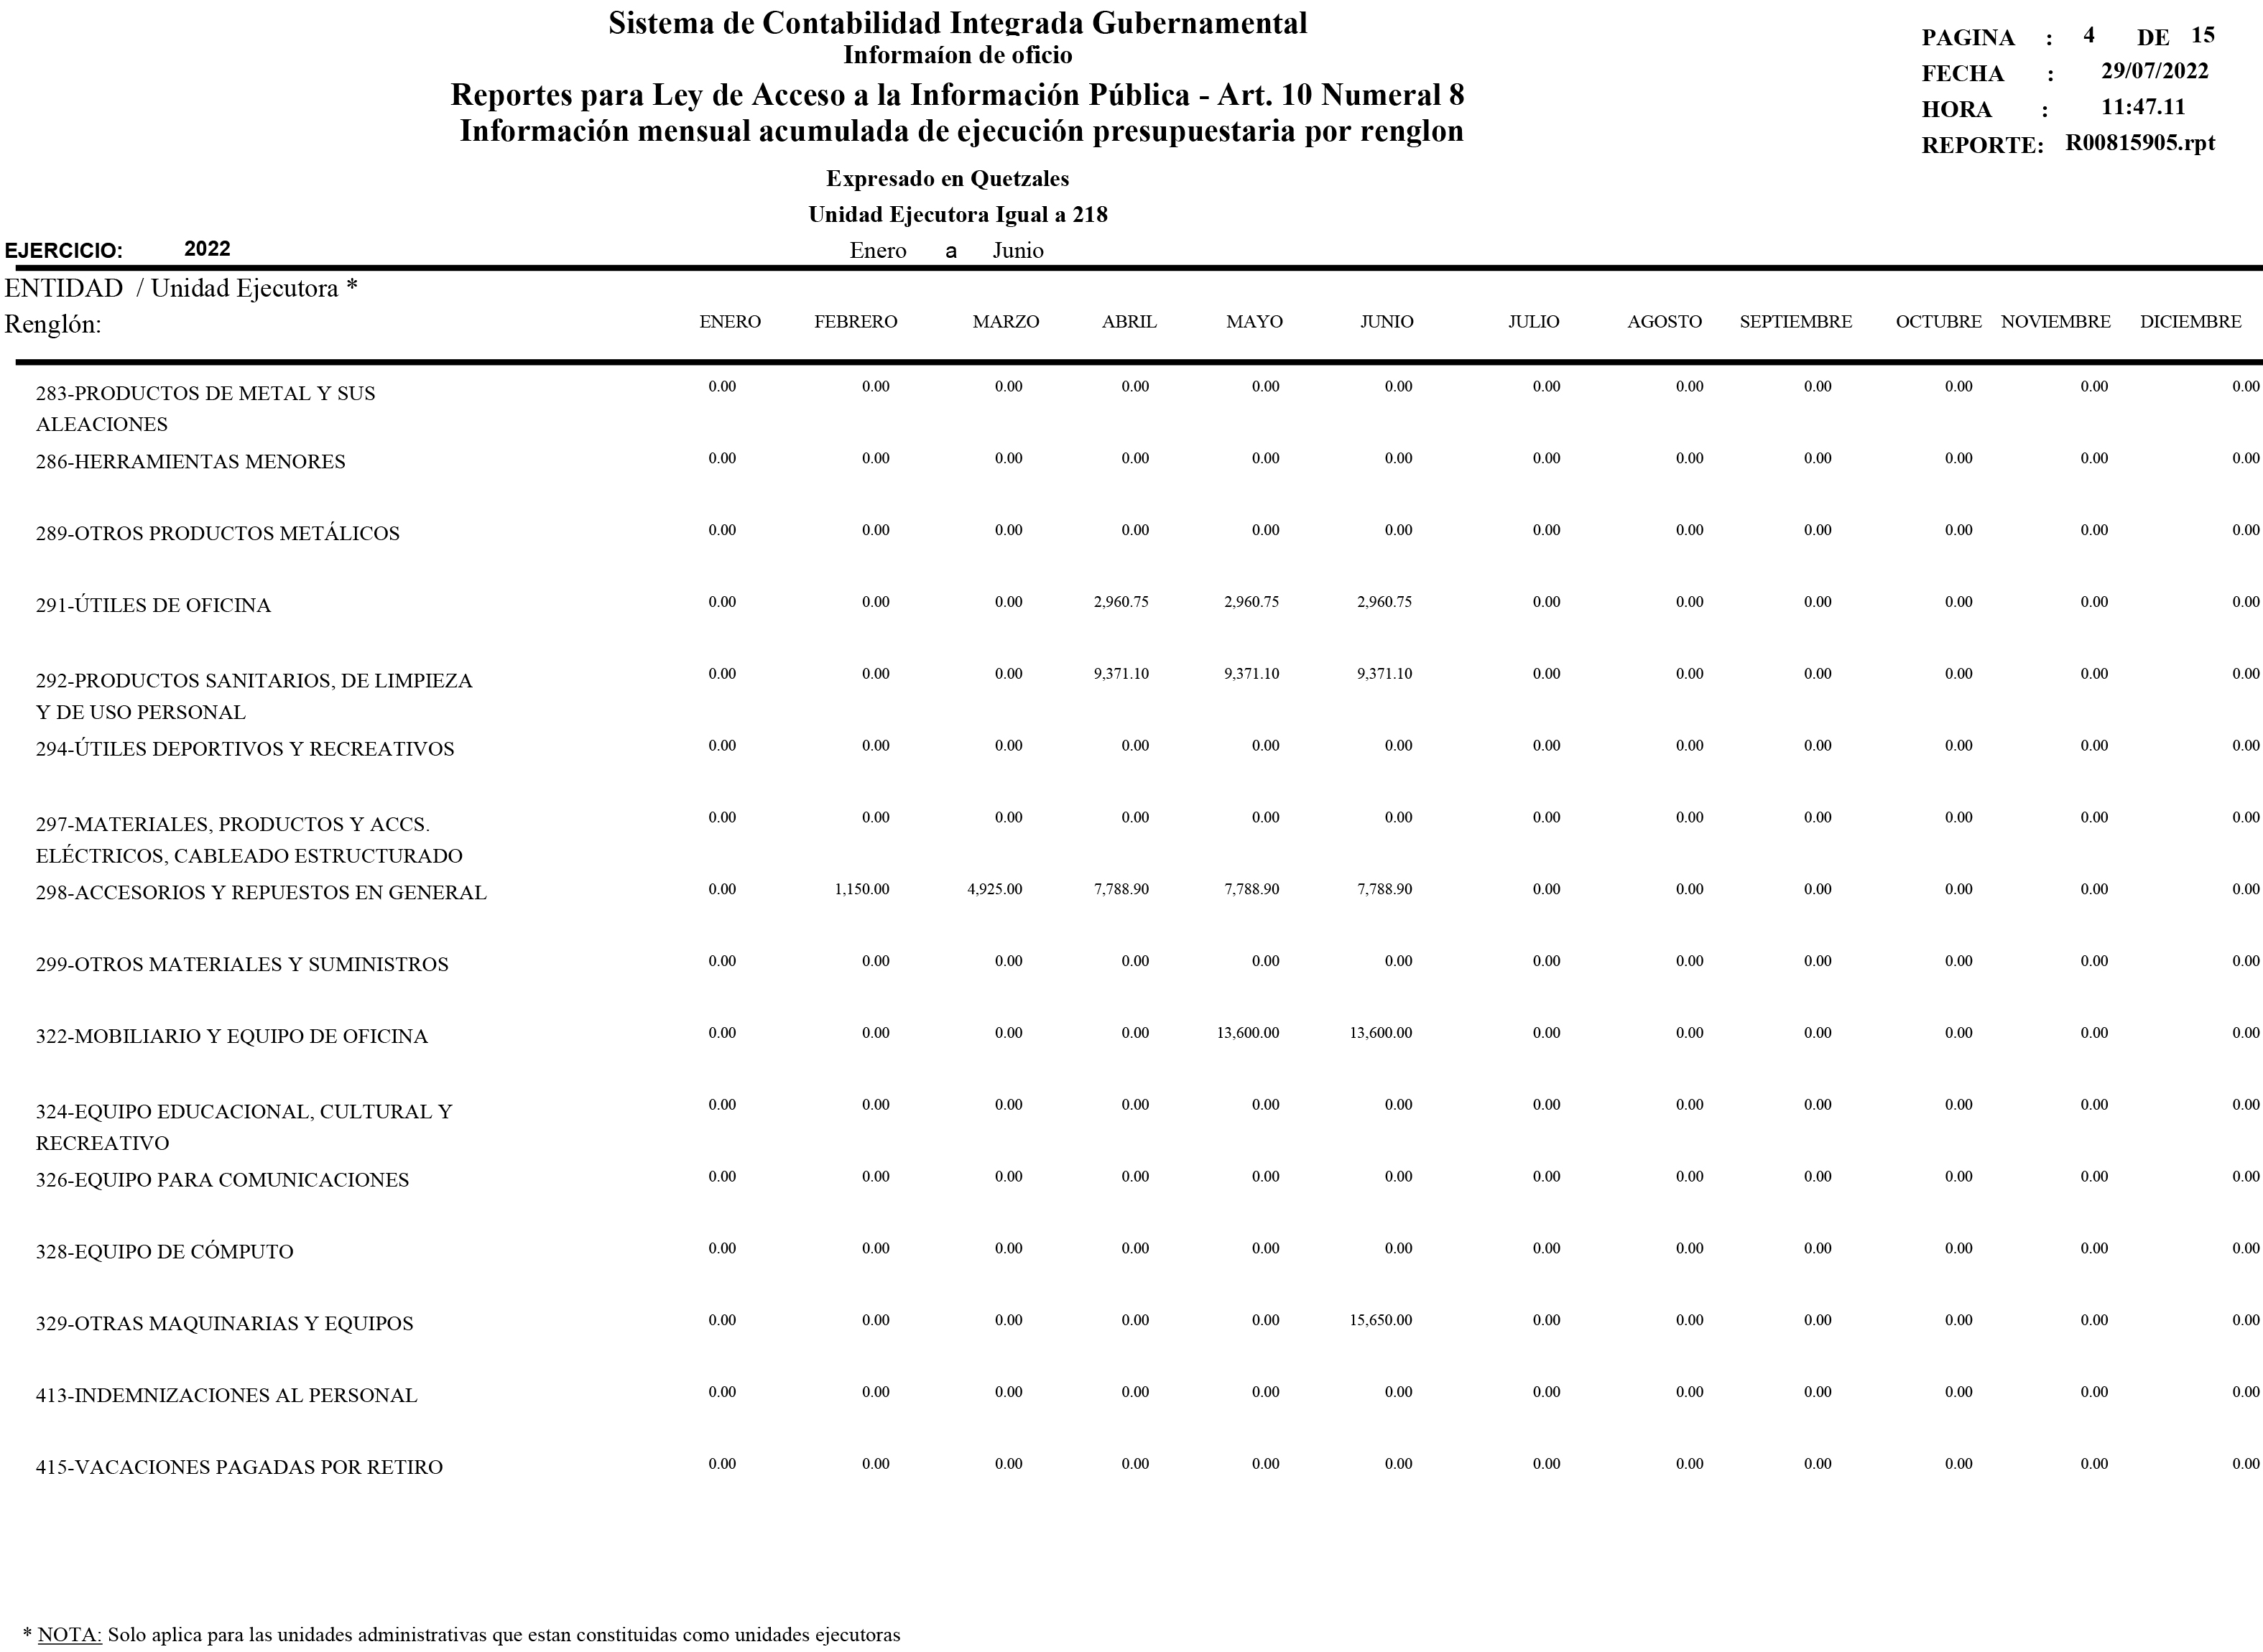 Sistema de Contabilidad Integrada Gubernamental
Informaíon de oficio
Reportes para Ley de Acceso a la Información Pública - Art. 10 Numeral 8
Información mensual acumulada de ejecución presupuestaria por renglon
Expresado en Quetzales
Unidad Ejecutora Igual a 218
PAGINA : 4 DE 15
FECHA : 29/07/2022
HORA : 11:47.11
REPORTE: R00815905.rpt
EJERCICIO: 2022 Enero a Junio
ENTIDAD / Unidad Ejecutora *
Renglón: ENERO FEBRERO MARZO ABRIL MAYO JUNIO JULIO AGOSTO SEPTIEMBRE OCTUBRE NOVIEMBRE DICIEMBRE
283-PRODUCTOS DE METAL Y SUS 0.00 0.00 0.00 0.00 0.00 0.00 0.00 0.00 0.00 0.00 0.00 0.00
ALEACIONES
286-HERRAMIENTAS MENORES 0.00 0.00 0.00 0.00 0.00 0.00 0.00 0.00 0.00 0.00 0.00 0.00
289-OTROS PRODUCTOS METÁLICOS 0.00 0.00 0.00 0.00 0.00 0.00 0.00 0.00 0.00 0.00 0.00 0.00
291-ÚTILES DE OFICINA 0.00 0.00 0.00 2,960.75 2,960.75 2,960.75 0.00 0.00 0.00 0.00 0.00 0.00
292-PRODUCTOS SANITARIOS, DE LIMPIEZA 0.00 0.00 0.00 9,371.10 9,371.10 9,371.10 0.00 0.00 0.00 0.00 0.00 0.00
Y DE USO PERSONAL
294-ÚTILES DEPORTIVOS Y RECREATIVOS 0.00 0.00 0.00 0.00 0.00 0.00 0.00 0.00 0.00 0.00 0.00 0.00
297-MATERIALES, PRODUCTOS Y ACCS. 0.00 0.00 0.00 0.00 0.00 0.00 0.00 0.00 0.00 0.00 0.00 0.00
ELÉCTRICOS, CABLEADO ESTRUCTURADO
298-ACCESORIOS Y REPUESTOS EN GENERAL 0.00 1,150.00 4,925.00 7,788.90 7,788.90 7,788.90 0.00 0.00 0.00 0.00 0.00 0.00
299-OTROS MATERIALES Y SUMINISTROS 0.00 0.00 0.00 0.00 0.00 0.00 0.00 0.00 0.00 0.00 0.00 0.00
322-MOBILIARIO Y EQUIPO DE OFICINA 0.00 0.00 0.00 0.00 13,600.00 13,600.00 0.00 0.00 0.00 0.00 0.00 0.00
324-EQUIPO EDUCACIONAL, CULTURAL Y 0.00 0.00 0.00 0.00 0.00 0.00 0.00 0.00 0.00 0.00 0.00 0.00
RECREATIVO
326-EQUIPO PARA COMUNICACIONES 0.00 0.00 0.00 0.00 0.00 0.00 0.00 0.00 0.00 0.00 0.00 0.00
328-EQUIPO DE CÓMPUTO 0.00 0.00 0.00 0.00 0.00 0.00 0.00 0.00 0.00 0.00 0.00 0.00
329-OTRAS MAQUINARIAS Y EQUIPOS 0.00 0.00 0.00 0.00 0.00 15,650.00 0.00 0.00 0.00 0.00 0.00 0.00
413-INDEMNIZACIONES AL PERSONAL 0.00 0.00 0.00 0.00 0.00 0.00 0.00 0.00 0.00 0.00 0.00 0.00
415-VACACIONES PAGADAS POR RETIRO 0.00 0.00 0.00 0.00 0.00 0.00 0.00 0.00 0.00 0.00 0.00 0.00
* NOTA: Solo aplica para las unidades administrativas que estan constituidas como unidades ejecutoras